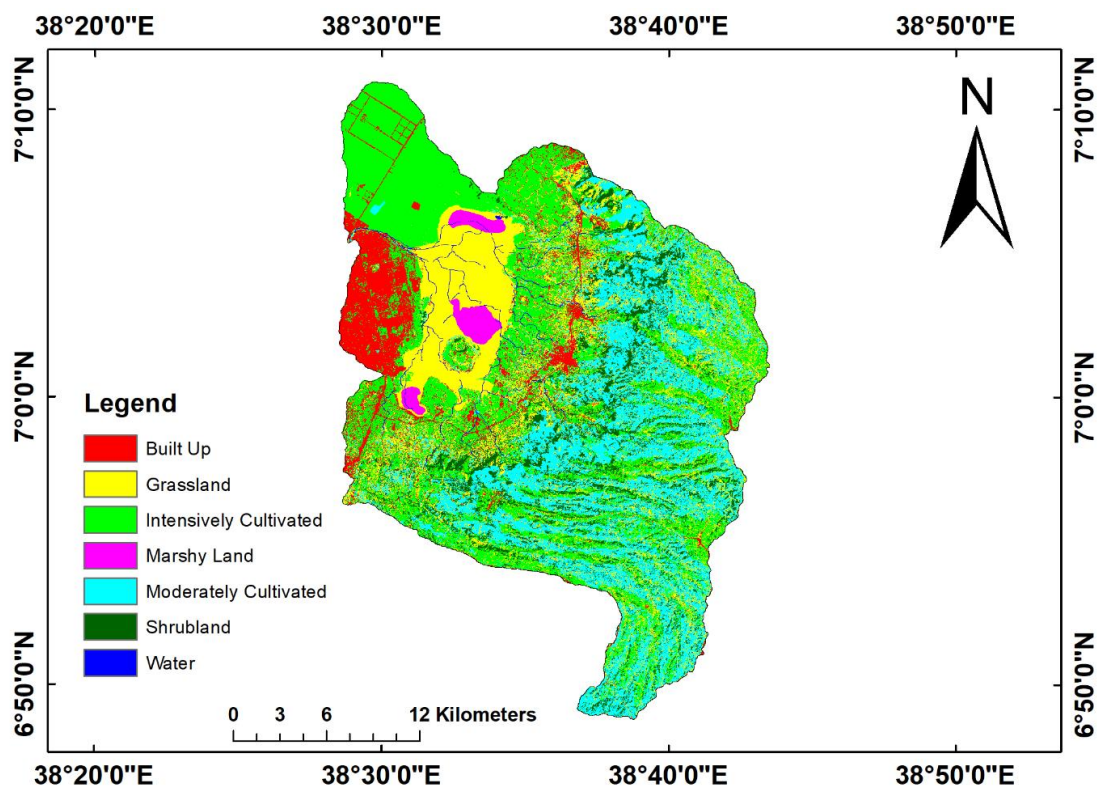 38°20'0"E 38°30'0"E 38°40'0"E 38°50'0"E
N
7°10'0"N
7°10'0"N
7°0'0"N
7°0'0"N
6°50'0"N
6°50'0"N
Legend
Built Up
Grassland
Intensively Cultivated
Marshy Land
Moderately Cultivated
Shrubland
Water
0 3 6 12 Kilometers
38°20'0"E 38°30'0"E 38°40'0"E 38°50'0"E